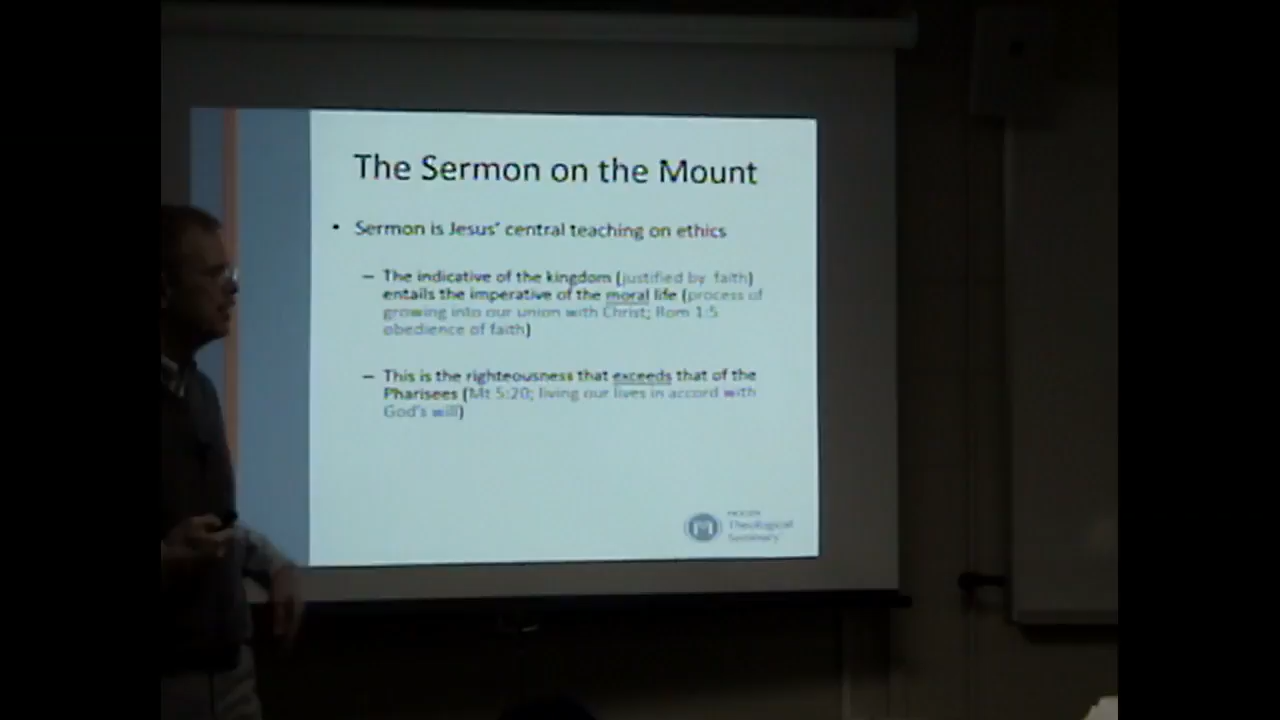 The Sermon on the Mount
• Sermon is Jesus' central teaching on ethics
– The indicative of the kingdom (justified by faith)
entails the imperative of the moral life (process of
growing into our union with Christ; Rom 1:5
obedience of faith)
– This is the righteousness that exceeds that of the
Pharisees (Mt 5:20; living our lives in accord with
God's will)
M
Theological
Seminary